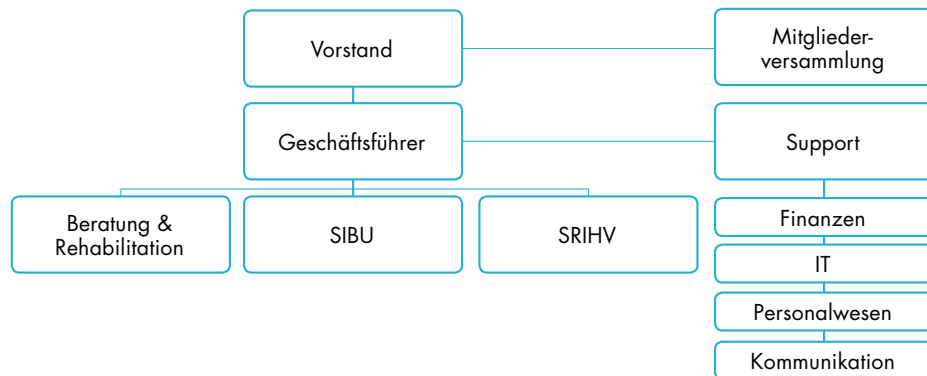 Vorstand
Mitglieder-
versammlung
Geschäftsführer
Support
Beratung &
Rehabilitation
SIBU
SRIHV
Finanzen
IT
Personalwesen
Kommunikation